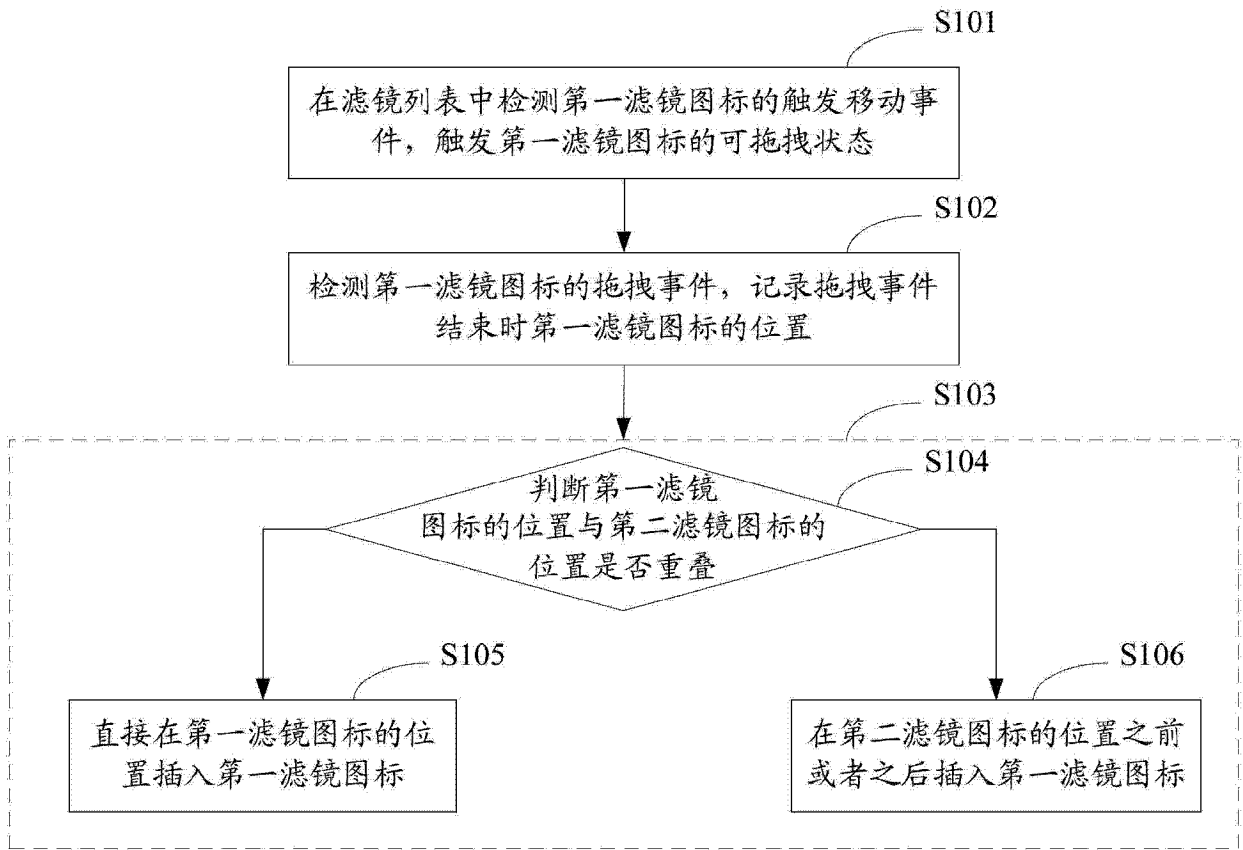 S101
在滤镜列表中检测第一滤镜图标的触发移动事
件，触发第一滤镜图标的可拖拽状态
S102
检测第一滤镜图标的拖拽事件，记录拖拽事件
结束时第一滤镜图标的位置
S103
S104
判断第一滤镜
图标的位置与第二滤镜图标的
位置是否重叠
S105
直接在第一滤镜图标的位
置插入第一滤镜图标
S106
在第二滤镜图标的位置之前
或者之后插入第一滤镜图标